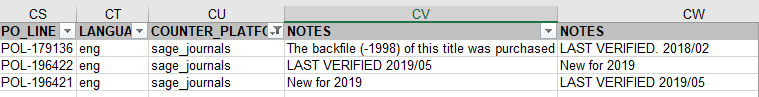 CS CT CU CV CW
PO_LINE LANGUA COUNTER_PLATFO NOTES NOTES
POL-179136 eng sage_journals The backfile (-1998) of this title was purchased LAST VERIFIED. 2018/02
POL-196422 eng sage_journals LAST VERIFIED 2019/05 New for 2019
POL-196421 eng sage_journals New for 2019 LAST VERIFIED 2019/05